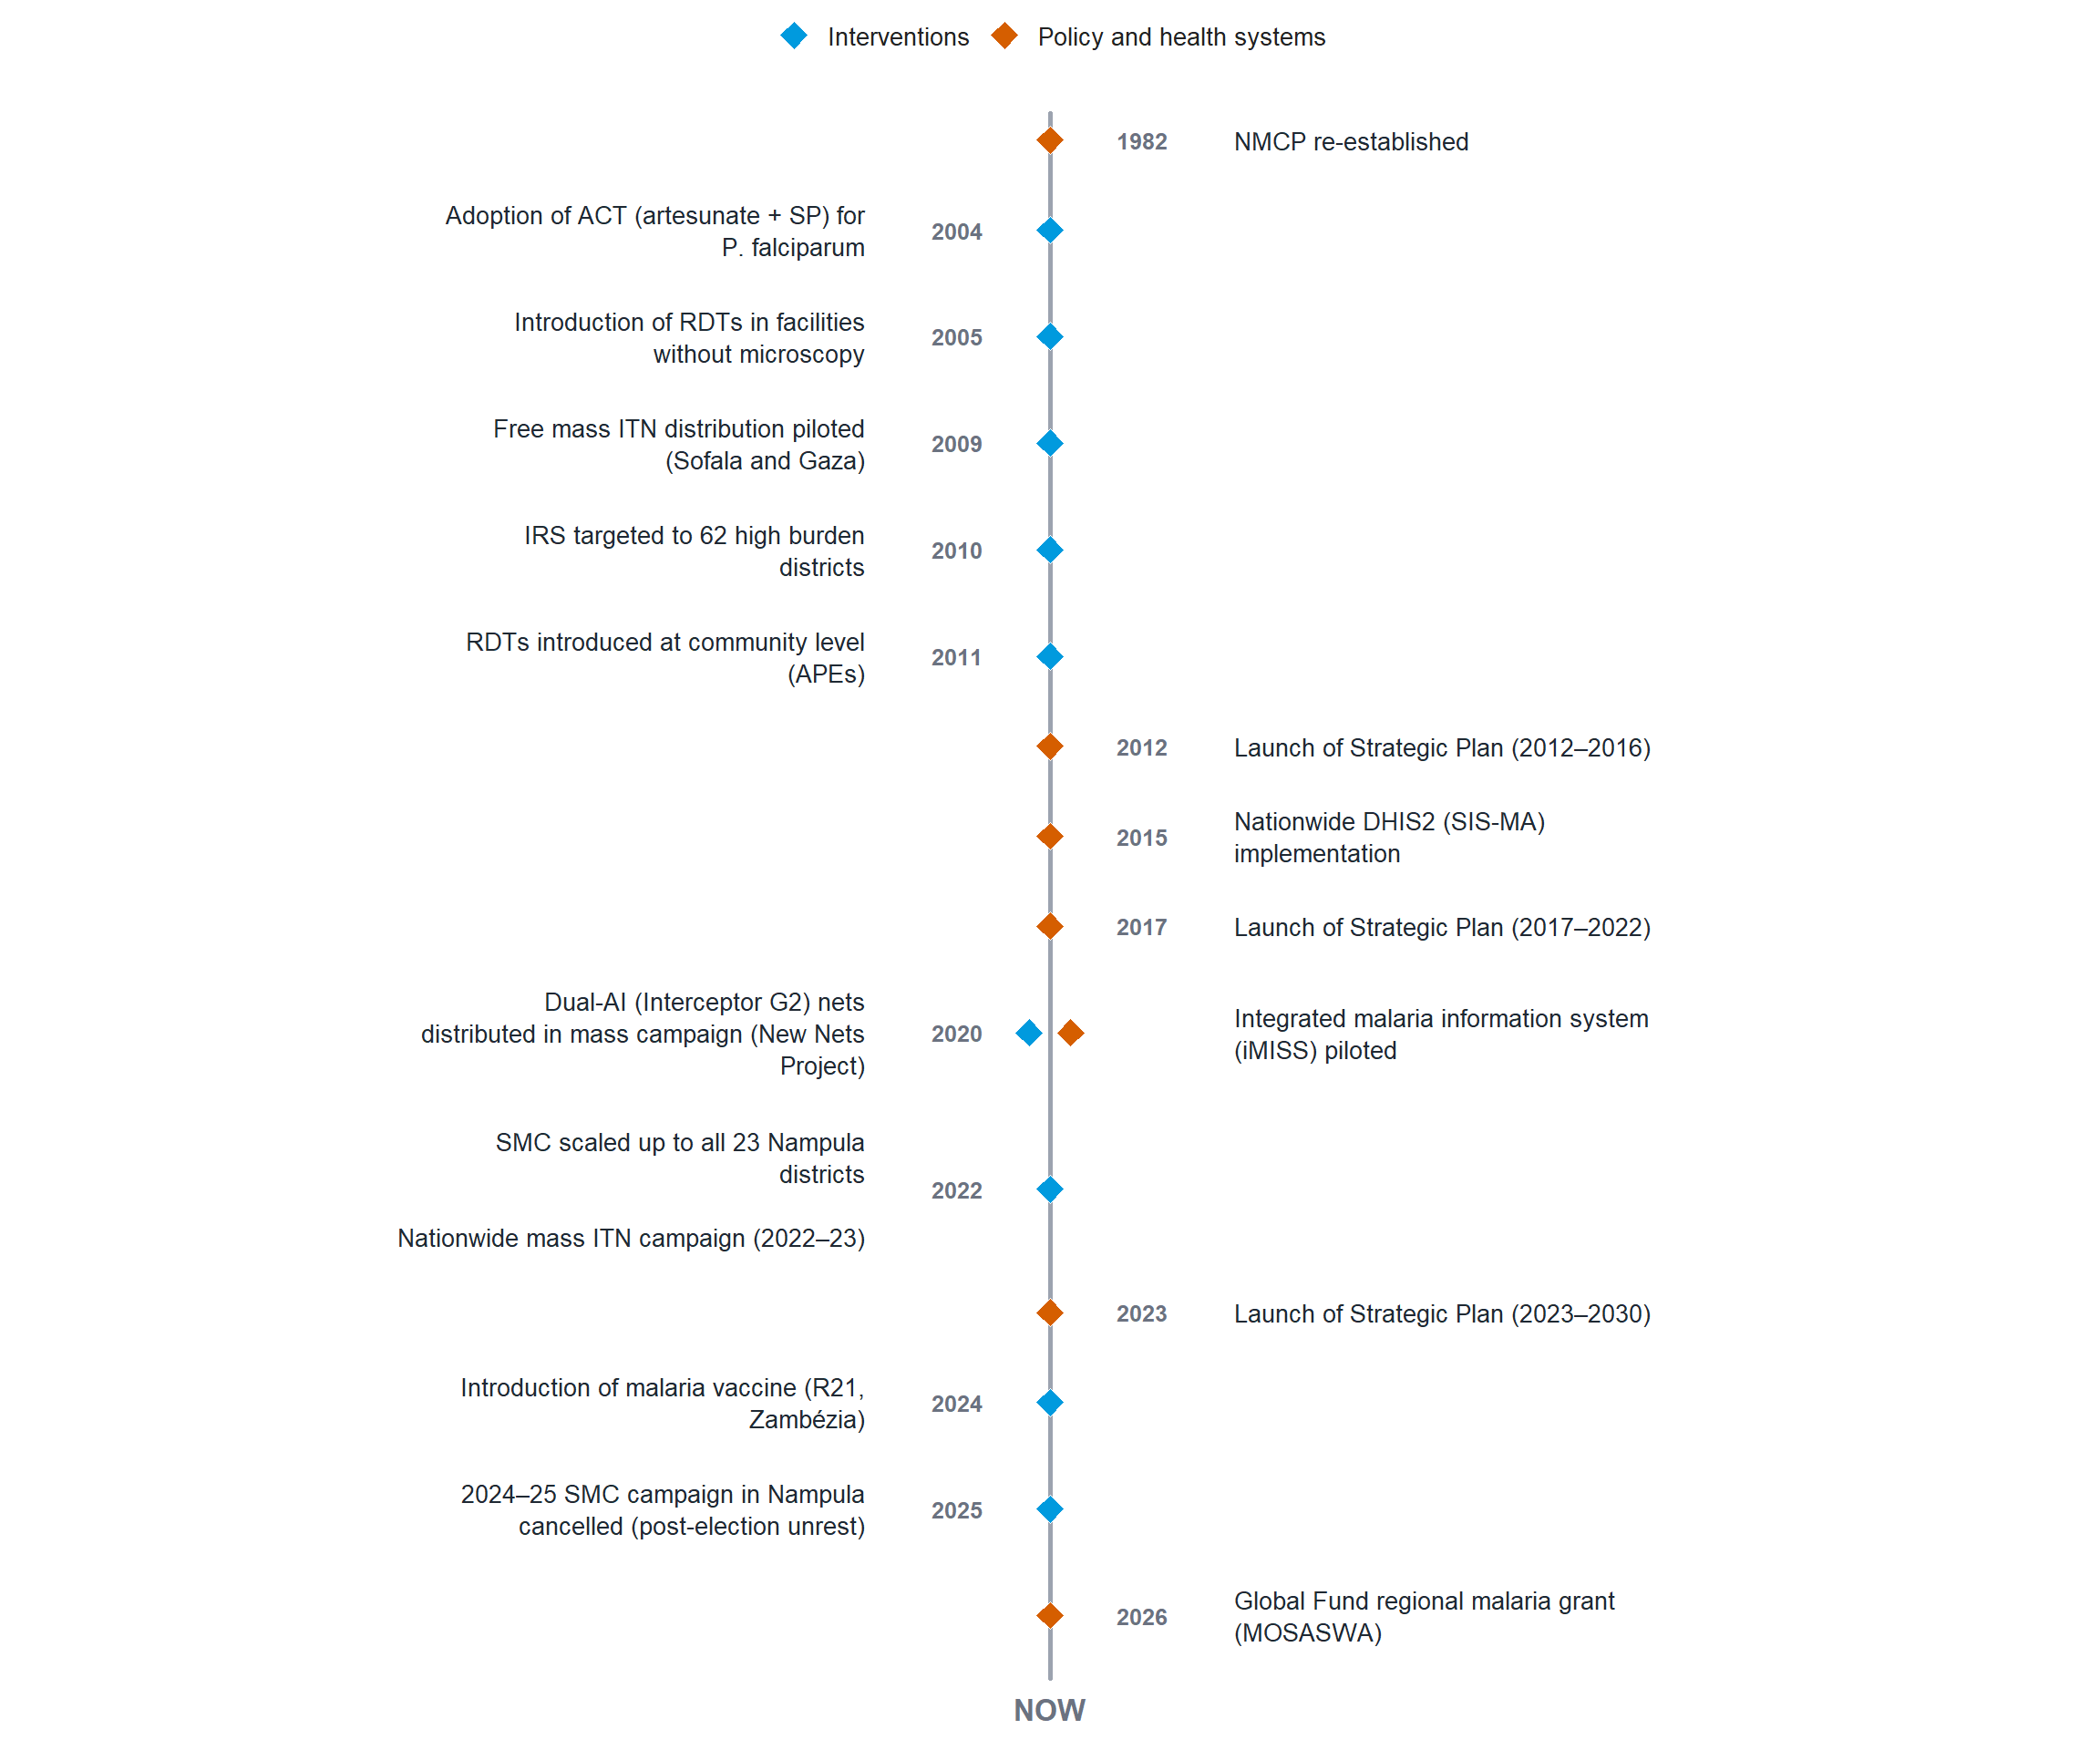 Interventions
Policy and health systems
1982
NMCP re-established
Adoption of ACT (artesunate + SP) for
P. falciparum
2004
Introduction of RDTs in facilities
without microscopy
2005
Free mass ITN distribution piloted
(Sofala and Gaza)
2009
IRS targeted to 62 high burden
districts
2010
RDTs introduced at community level
(APEs)
2011
2012
Launch of Strategic Plan (2012–2016)
2015
Nationwide DHIS2 (SIS-MA)
implementation
2017
Launch of Strategic Plan (2017–2022)
Dual-AI (Interceptor G2) nets
distributed in mass campaign (New Nets
Project)
2020
Integrated malaria information system
(iMISS) piloted
SMC scaled up to all 23 Nampula
districts
2022
Nationwide mass ITN campaign (2022–23)
2023
Launch of Strategic Plan (2023–2030)
Introduction of malaria vaccine (R21,
Zambézia)
2024
2024–25 SMC campaign in Nampula
cancelled (post-election unrest)
2025
2026
Global Fund regional malaria grant
(MOSASWA)
NOW